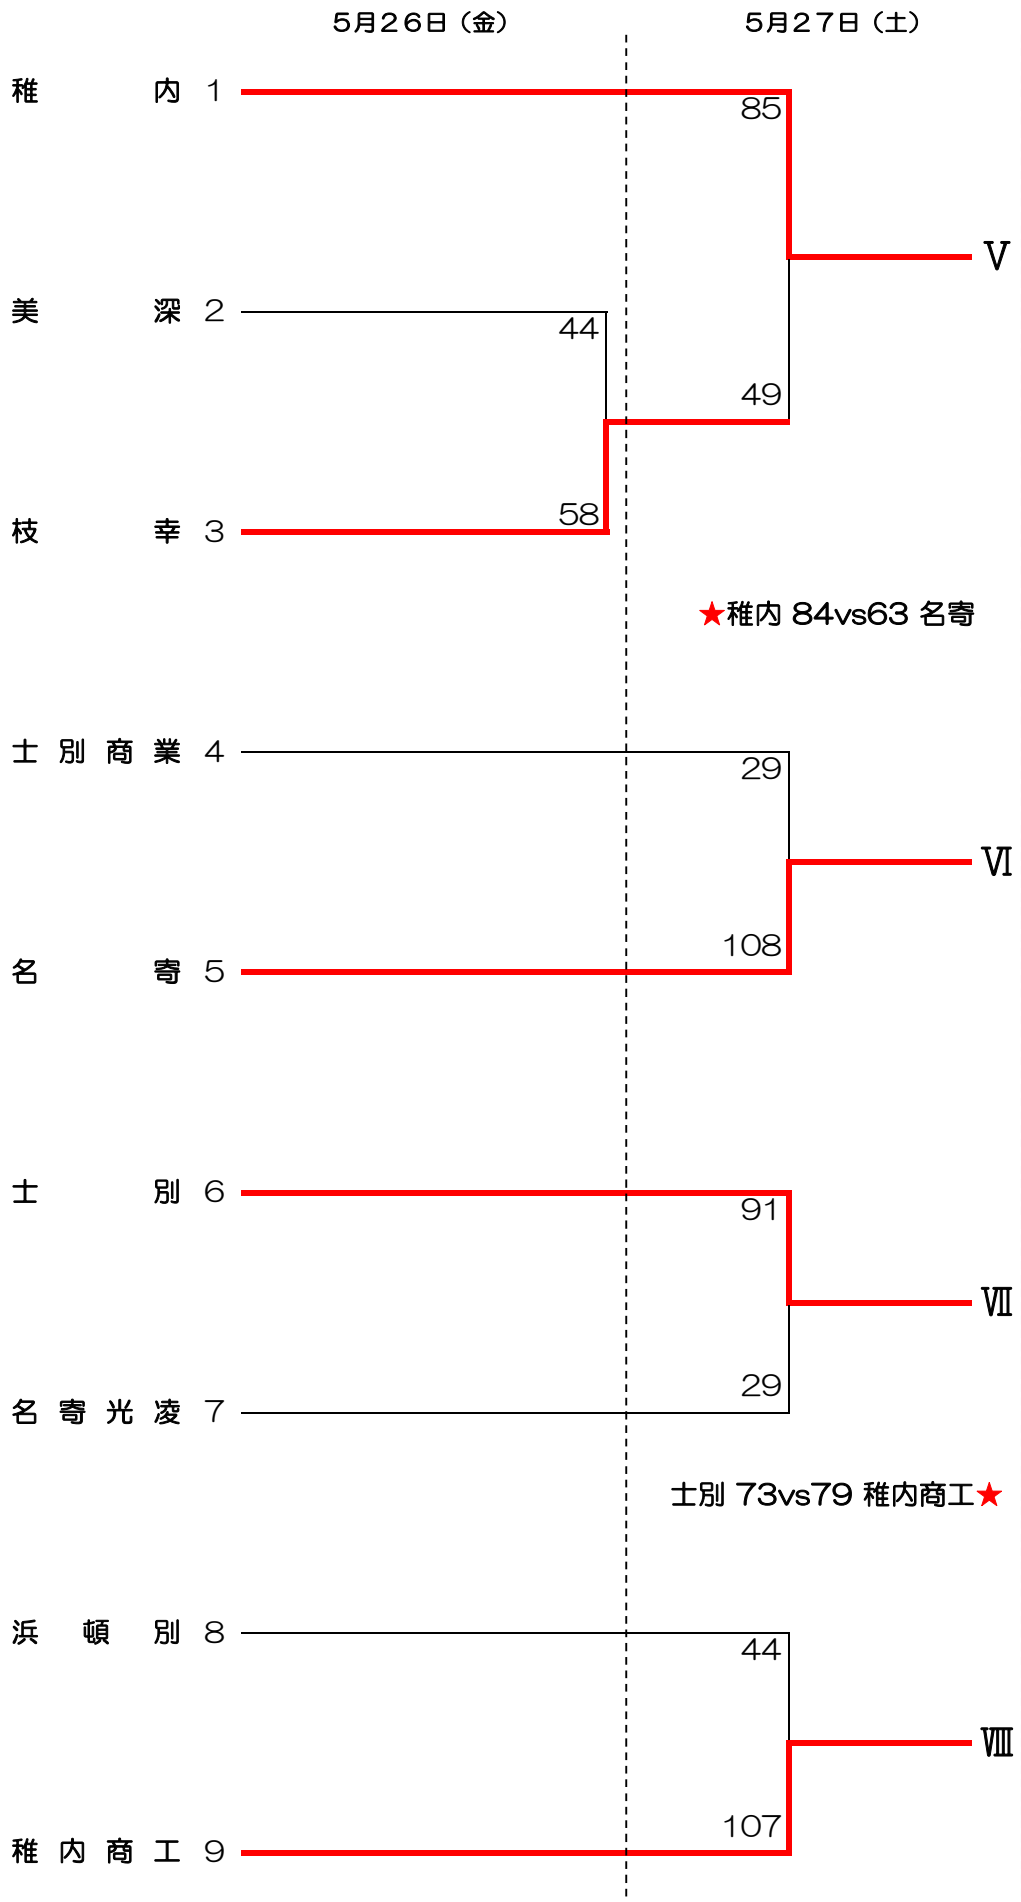 5月26日（金） 5月27日（土）
稚内 1
85
Ⅴ
美深 2
44
49
58
枝幸 3
★稚内 84vs63 名寄
士別商業 4
29
Ⅵ
108
名寄 5
士別 6
91
Ⅶ
29
名寄光凌 7
士別 73vs79 稚内商工★
浜頓別 8
44
Ⅷ
107
稚内商工 9